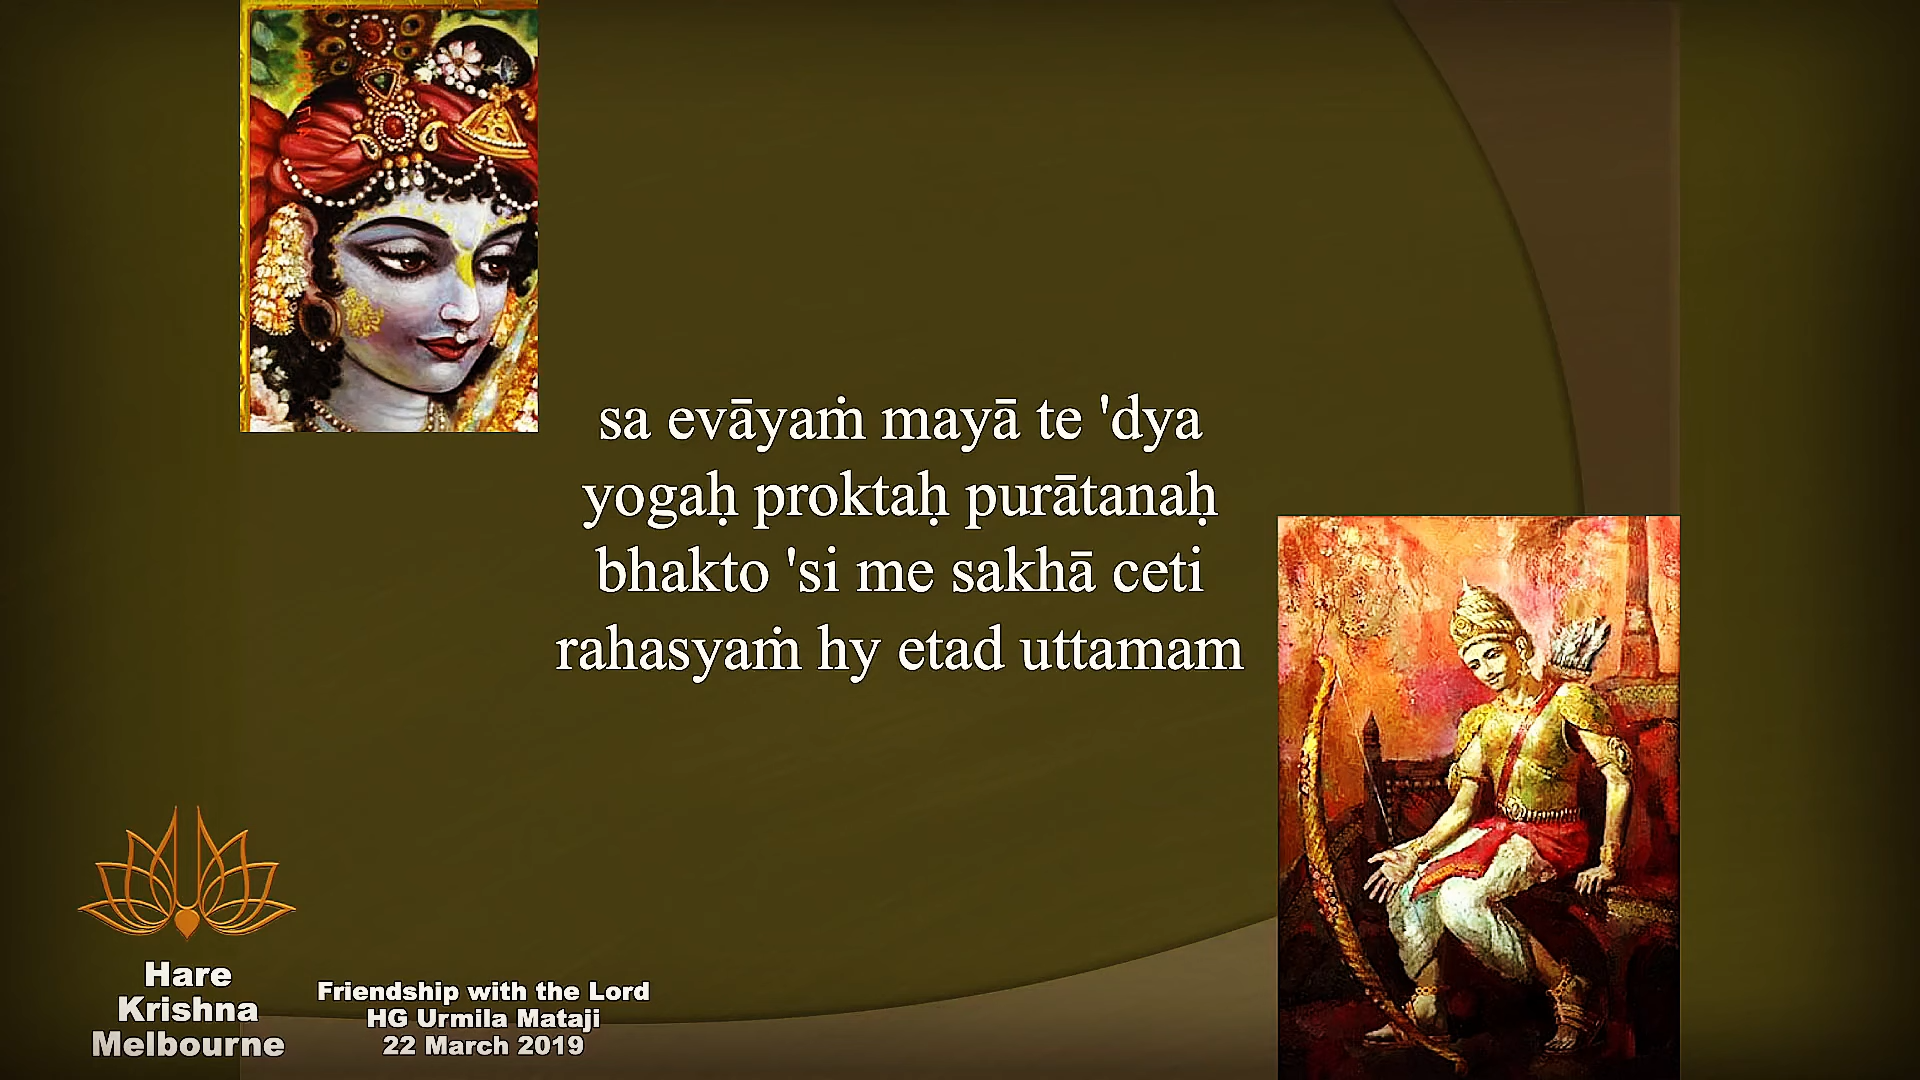 sa evāyaṁ mayā te 'dya
yogaḥ proktaḥ purātanaḥ
bhakto 'si me sakhā ceti
rahasyaṁ hy etad uttamam
Hare
Krishna
Melbourne
Friendship with the Lord
HG Urmila Mataji
22 March 2019